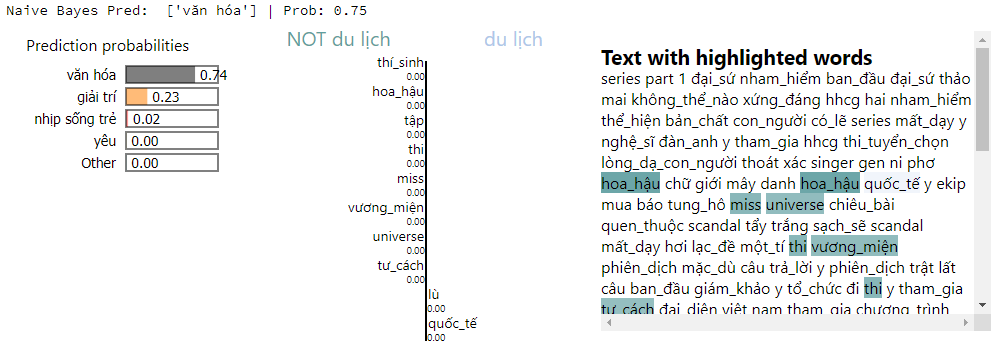 Naive Bayes Pred:  ['văn hóa'] | Prob: 0.75
Prediction probabilities
văn hóa 0.74
giải trí 0.23
nhịp sống trẻ 0.02
yêu 0.00
Other 0.00
NOT du lịch
du lịch
thí_sinh
0.00
hoa_hậu
0.00
tập
0.00
thi
0.00
miss
0.00
vương_miện
0.00
universe
0.00
tư_cách
0.00
lù
0.00
quốc_tế
0.00
Text with highlighted words
series part 1 đại_sứ nham_hiểm ban_đầu đại_sứ thảo
mai không_thể_nào xứng_đáng hhcg hai nham_hiểm
thể_hiện bản_chất con_người có_lẽ series mất_dạy y
nghệ_sĩ đàn_anh y tham_gia hhcg thi_tuyển_chọn
lòng_dạ_con_người thoát xác singer gen ni phơ
hoa_hậu chữ giới mây danh hoa_hậu quốc_tế y ekip
mua báo tung_hô miss universe chiêu_bài
quen_thuộc scandal tẩy trắng sạch_sẽ scandal
mất_dạy hơi lạc_đề một_tí thi vương_miện
phiên_dịch mặc_dù câu trả_lời y phiên_dịch trật lất
câu ban_đầu giám_khảo y tổ_chức đi thi y tham_gia
tư_cách đại_diện việt_nam tham_gia chương_trình